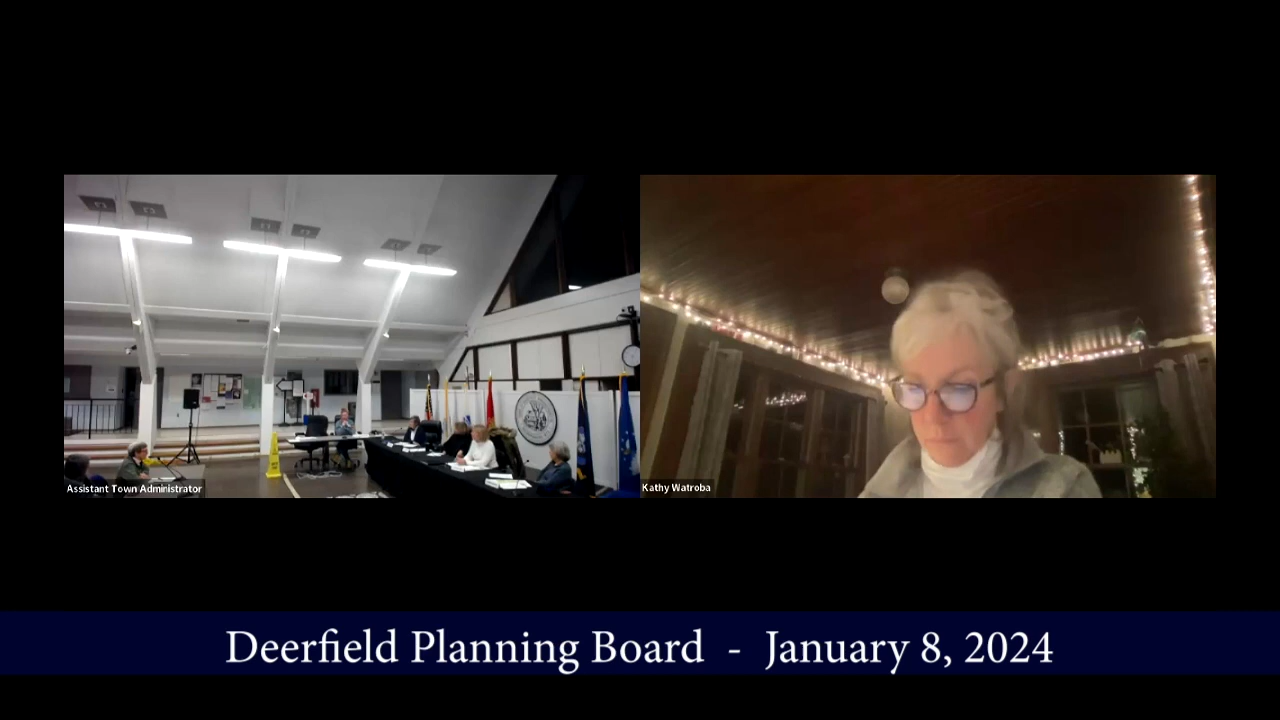 Assistant Town Administrator
Kathy Watroba
Deerfield Planning Board - January 8, 2024